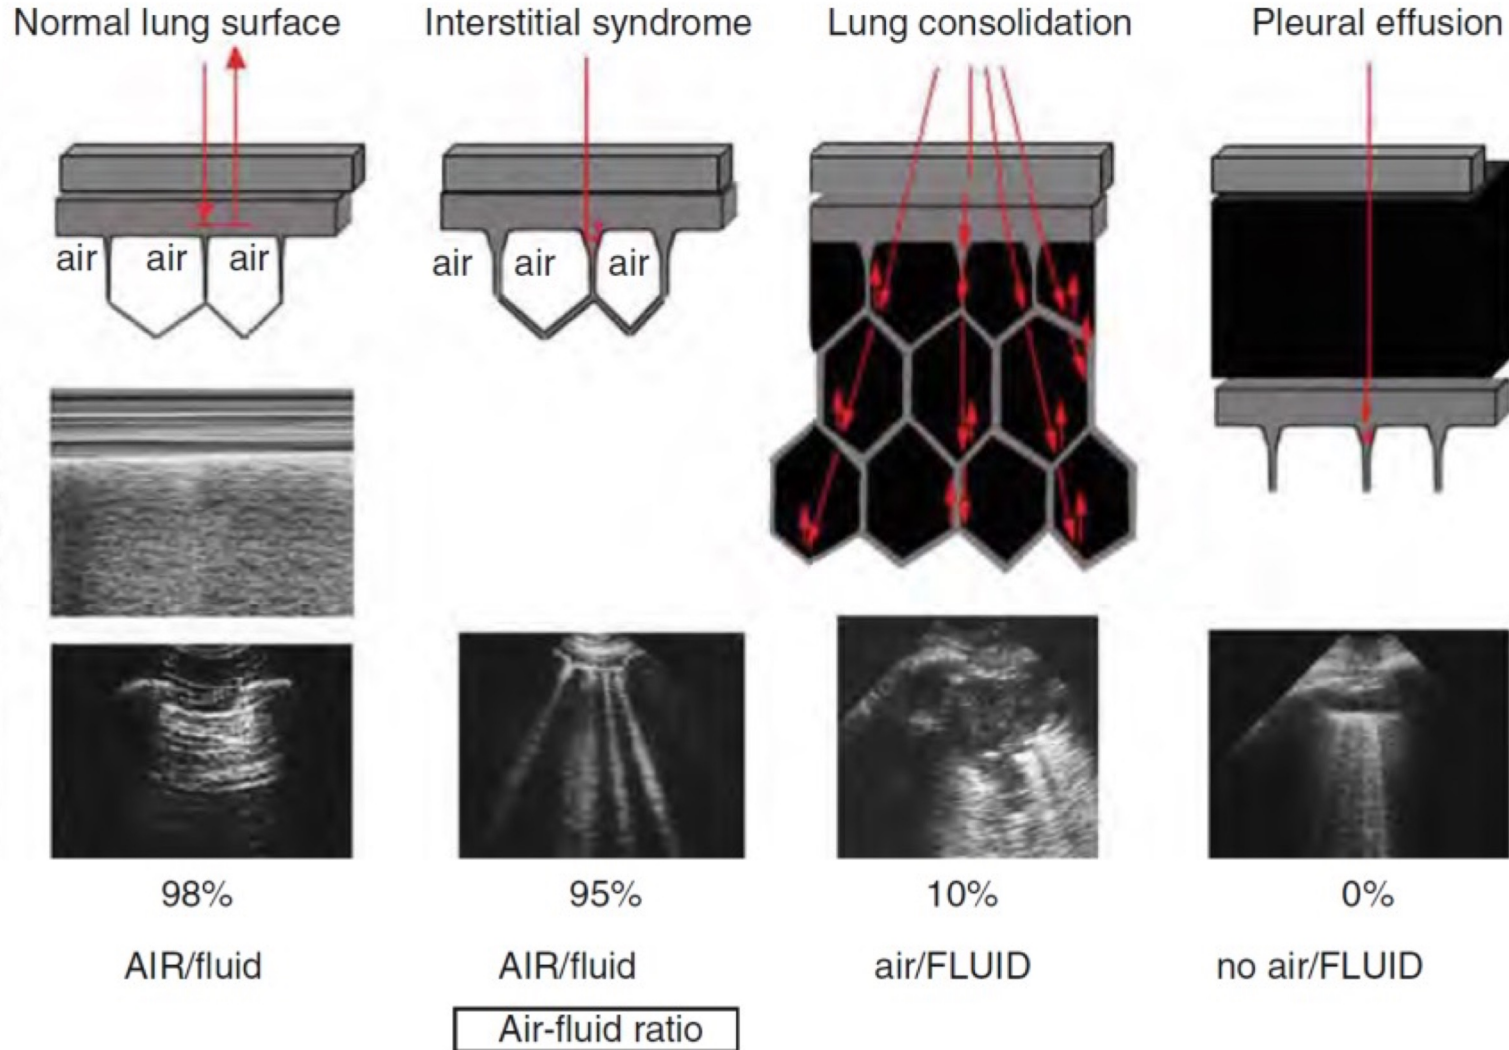 Normal lung surface
Interstitial syndrome
Lung consolidation
Pleural effusion
air air air
air air air
98%
95%
10%
0%
AIR/fluid
AIR/fluid
air/FLUID
no air/FLUID
Air-fluid ratio